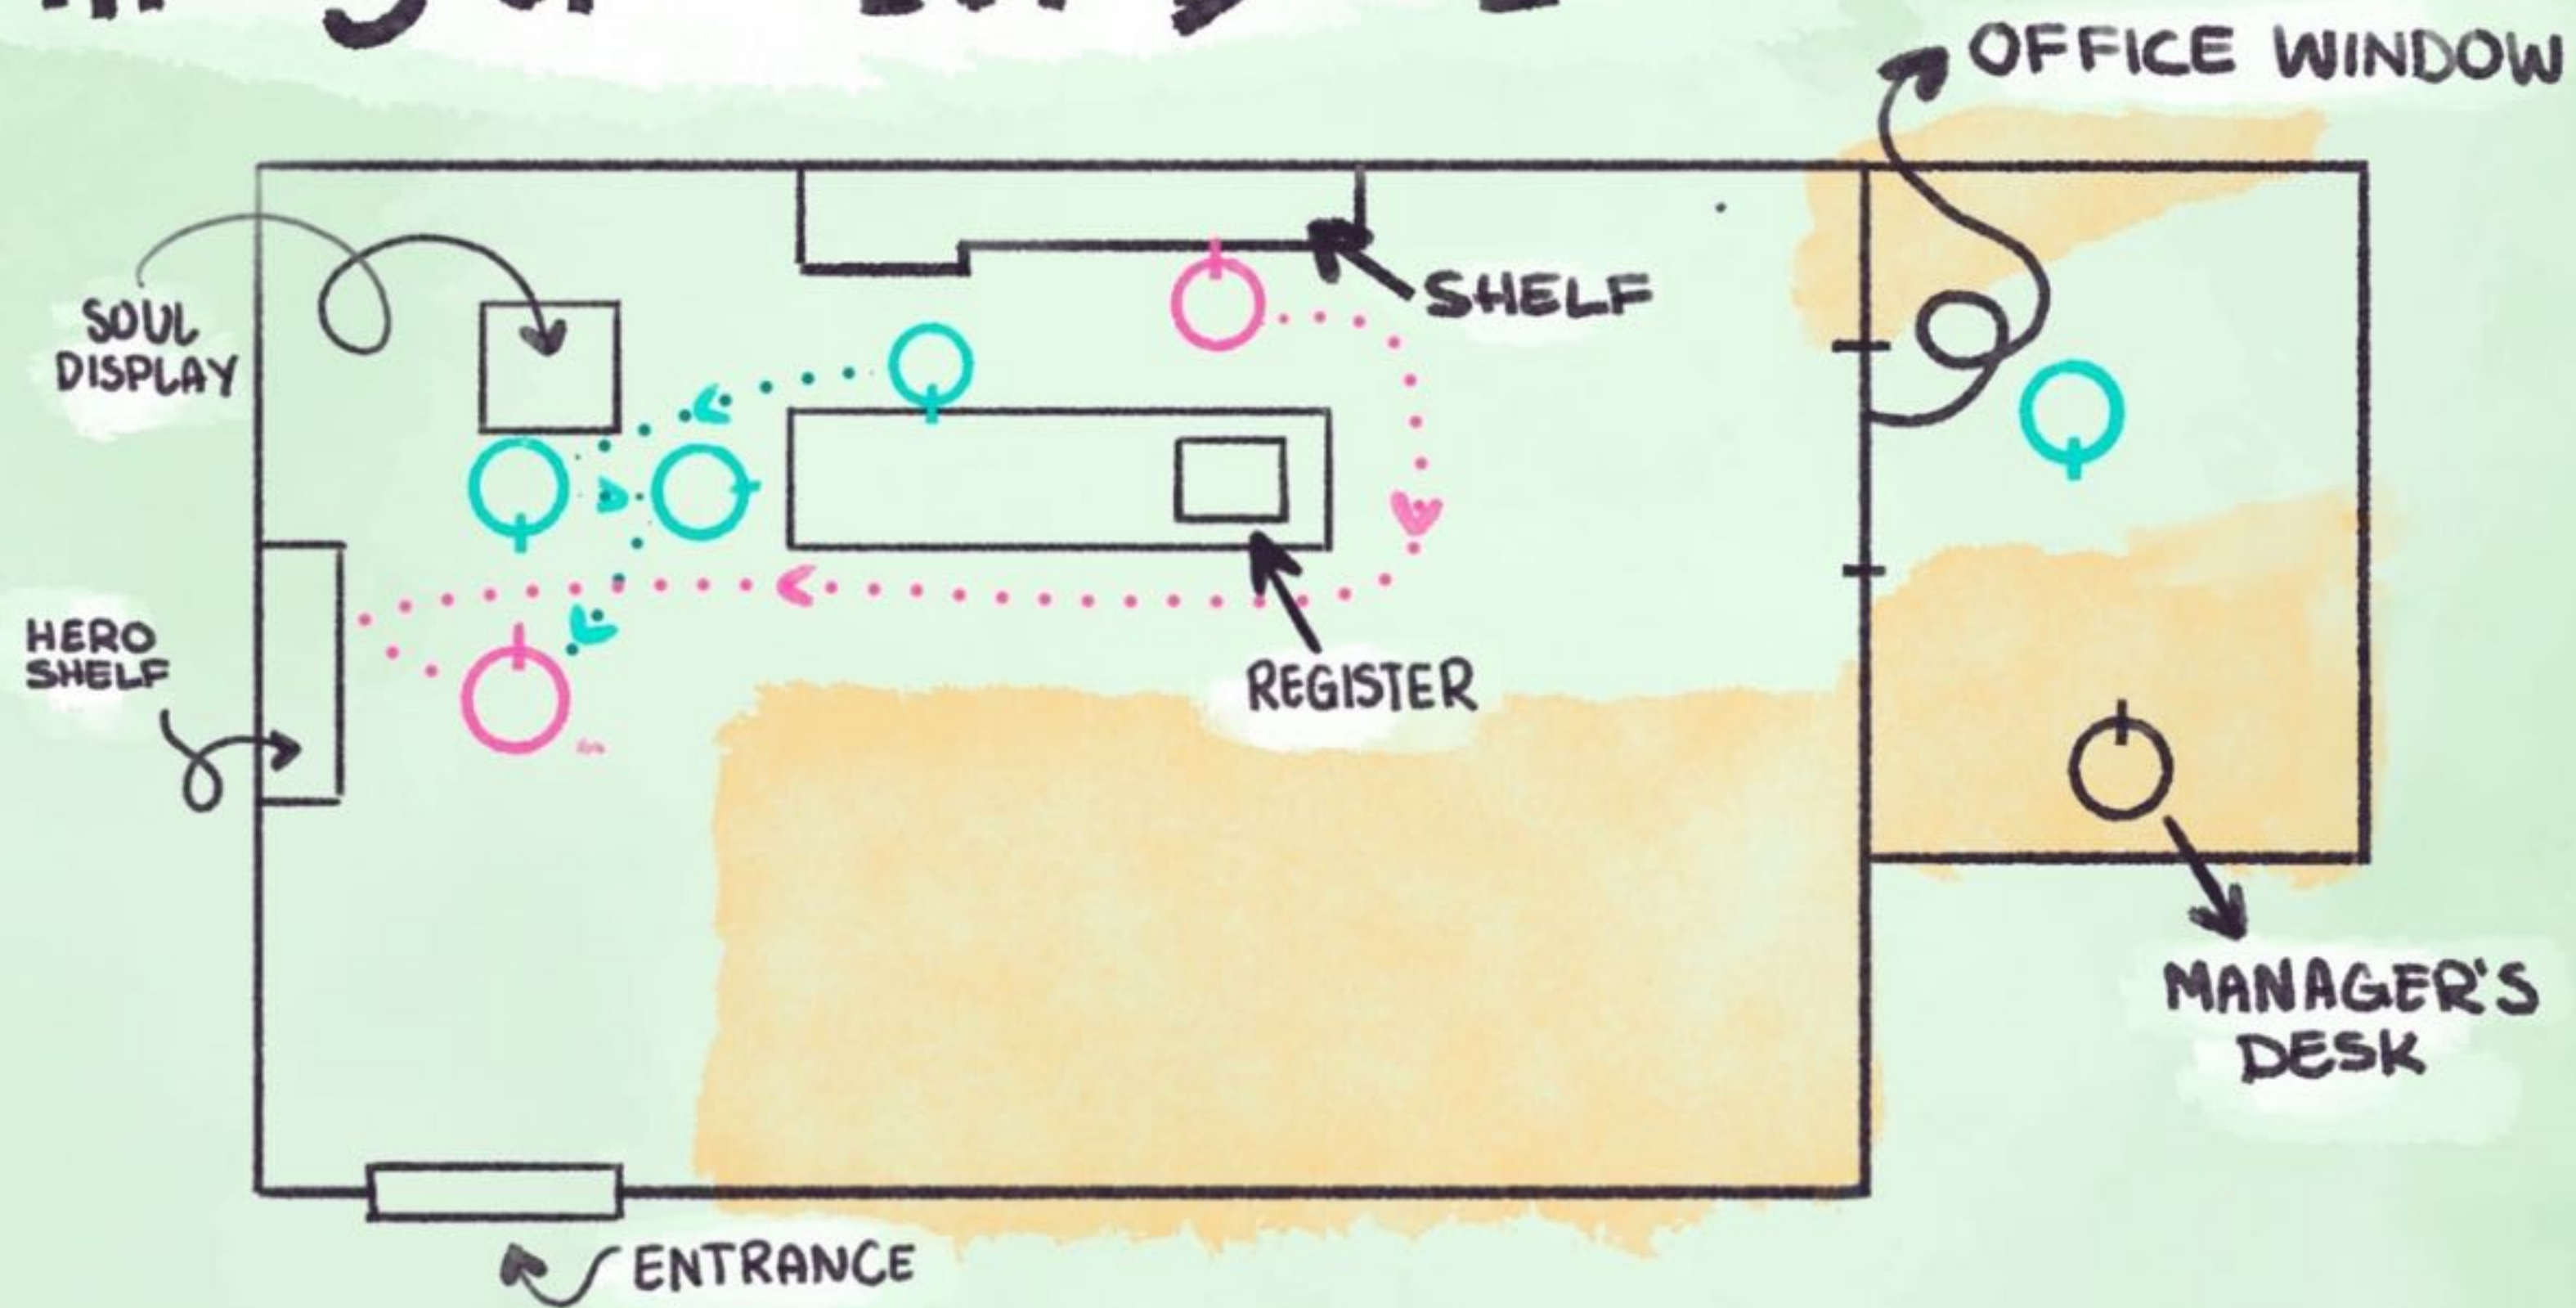 OFFICE WINDOW
SHELF
SOUL
DISPLAY
HERO
SHELF
REGISTER
MANAGER'S
DESK
ENTRANCE